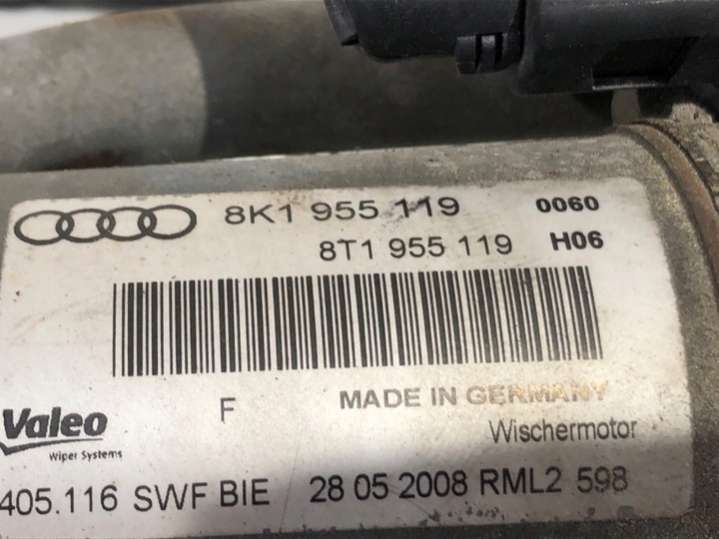 8K1 955 119 0060
8T1 955 119 H06
F MADE IN GERMANY
Valeo Wischermotor
Wiper Systems
405.116 SWF BIE 28 05 2008 RML2 598